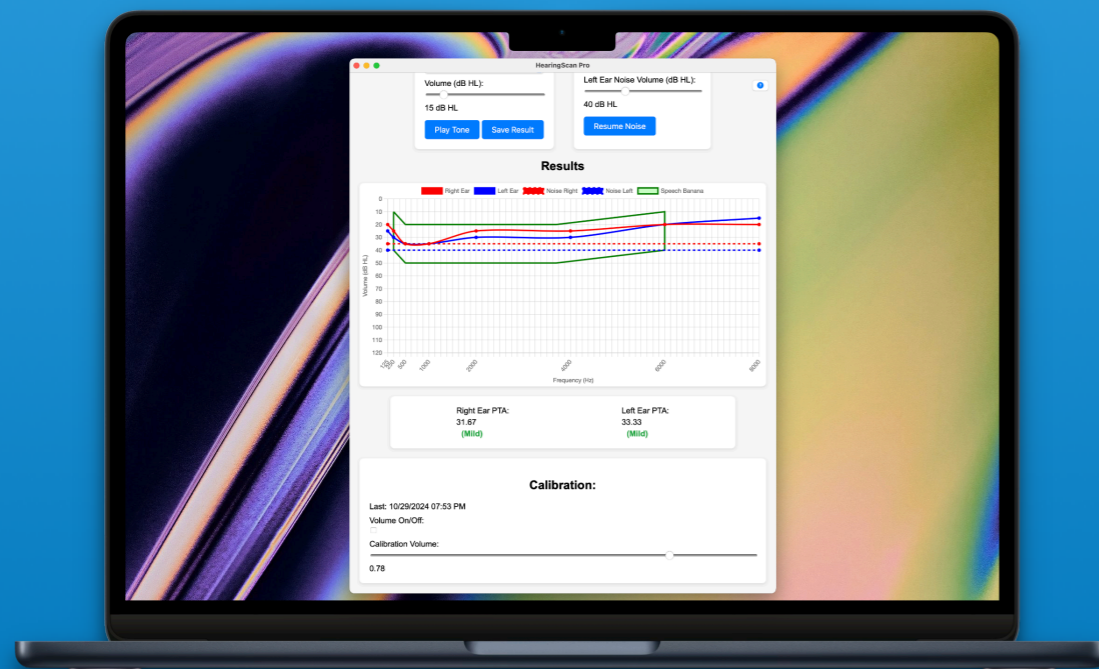 HearingScan Pro
Volume (dB HL):
15 dB HL
Play Tone
Save Result
Left Ear Noise Volume (dB HL):
40 dB HL
Resume Noise
?
Results
Right Ear
Left Ear
Noise Right
Noise Left
Speech Banana
Volume (dB HL)
0
10
20
30
40
50
60
70
80
90
100
110
120
125
250
500
1000
2000
4000
6000
8000
Frequency (Hz)
Right Ear PTA:
31.67
(Mild)
Left Ear PTA:
33.33
(Mild)
Calibration:
Last: 10/29/2024 07:53 PM
Volume On/Off:
Calibration Volume:
0.78